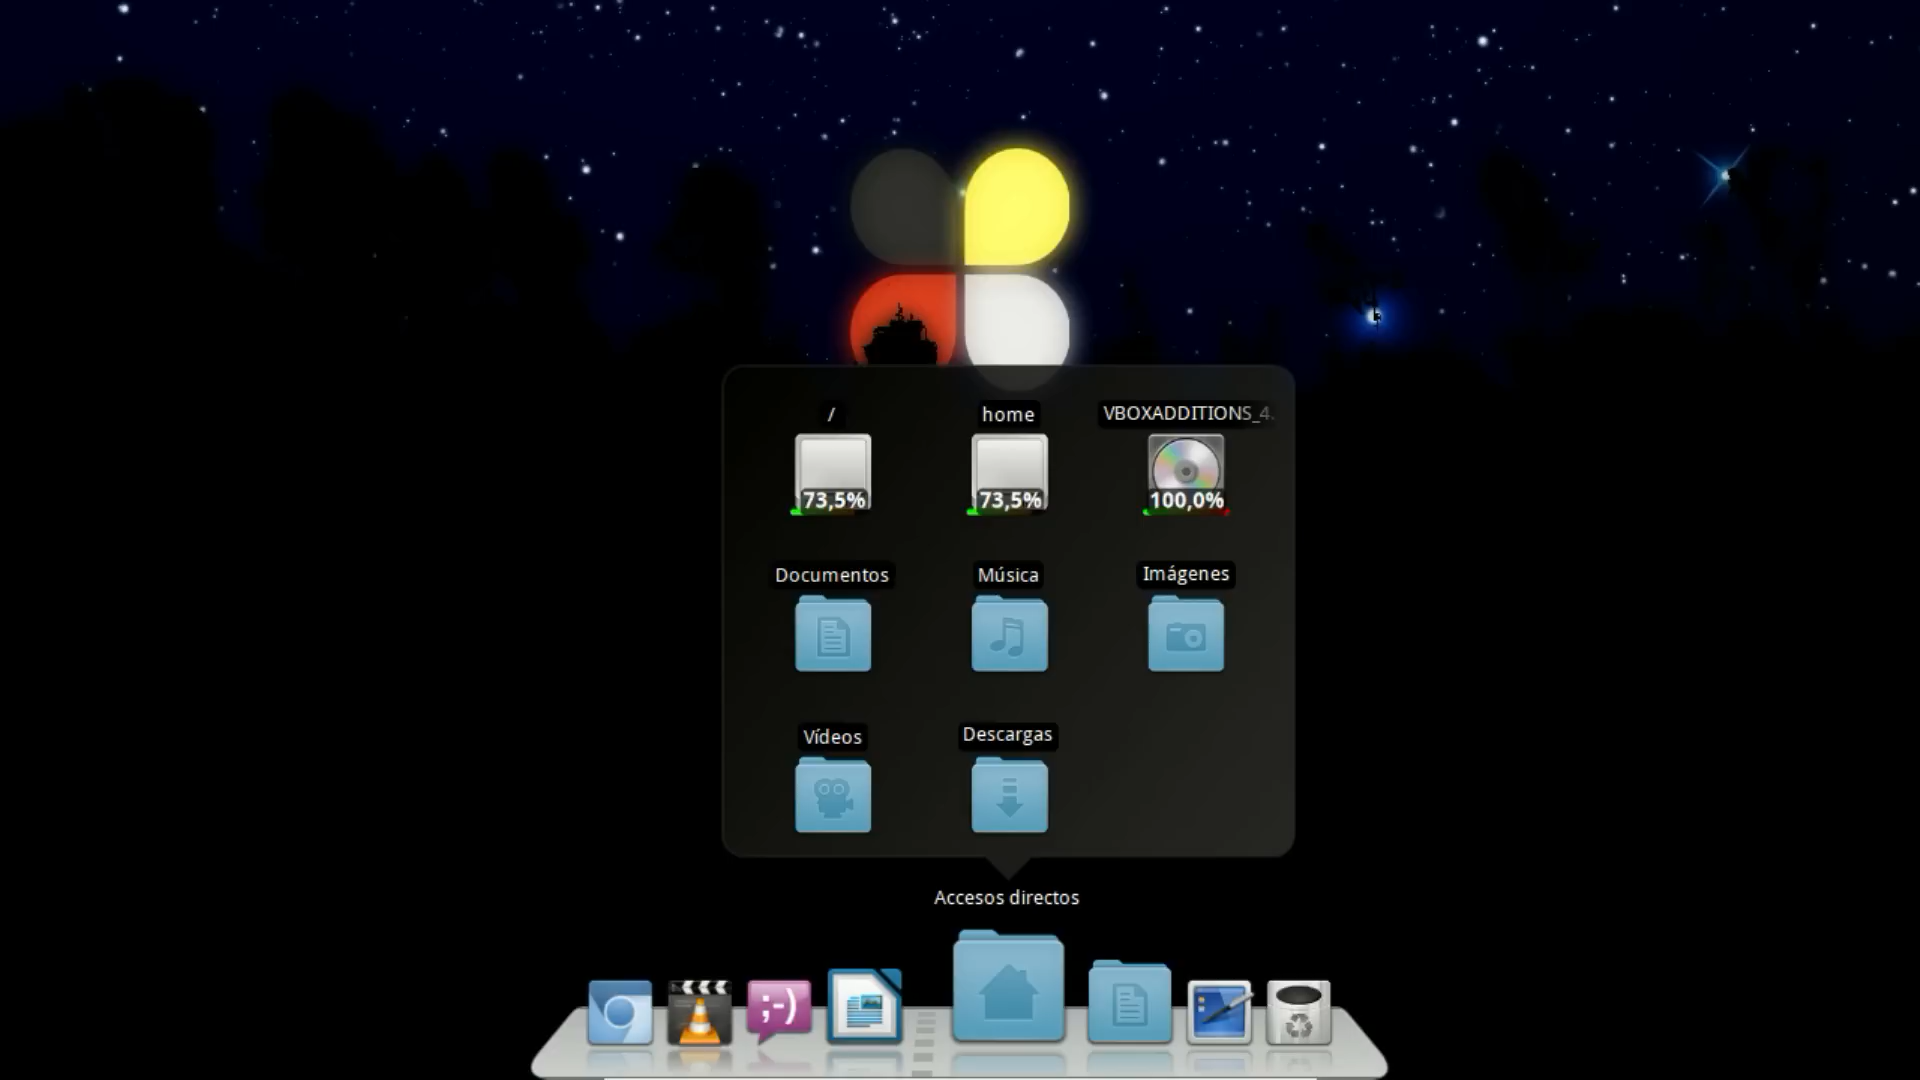 /
home
VBOXADDITIONS_4.
73,5%
73,5%
100,0%
Documentos
Música
Imágenes
Vídeos
Descargas
Accesos directos
;-)